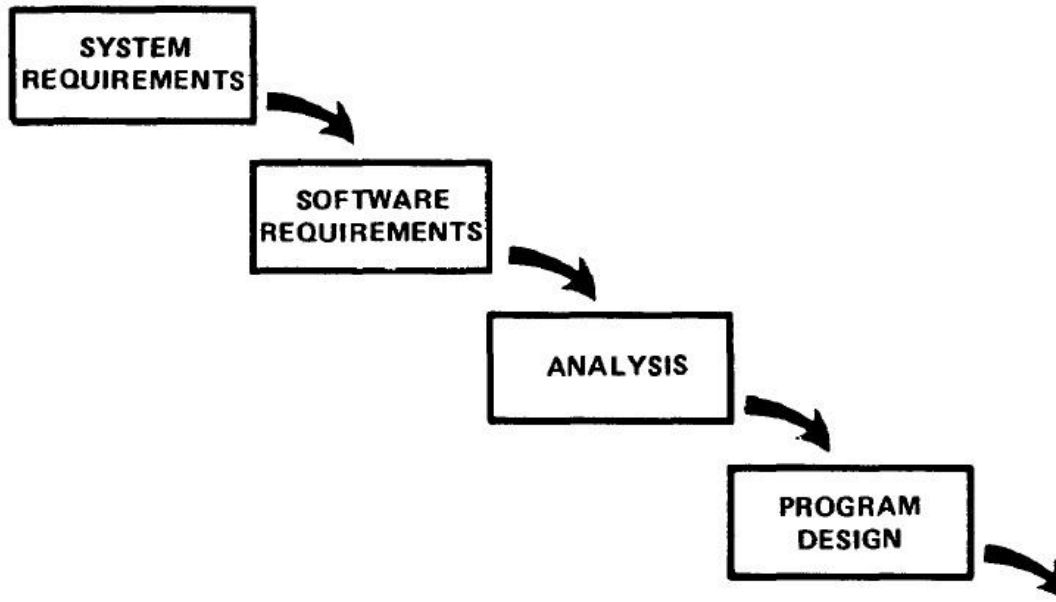 SYSTEM
REQUIREMENTS
SOFTWARE
REQUIREMENTS
ANALYSIS
PROGRAM
DESIGN